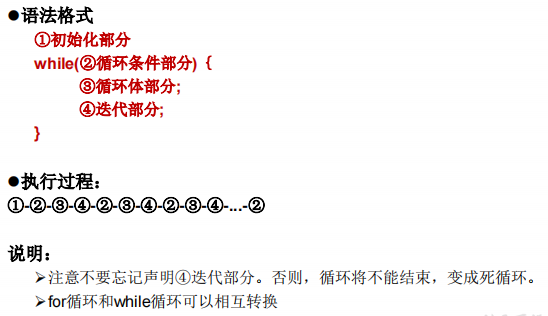 ●语法格式
①初始化部分
while(②循环条件部分) {
③循环体部分;
④迭代部分;
}
●执行过程:
①-②-③-④-②-③-④-②-③-④-...-②
说明:
➢注意不要忘记声明④迭代部分。否则，循环将不能结束，变成死循环。
➢for循环和while循环可以相互转换